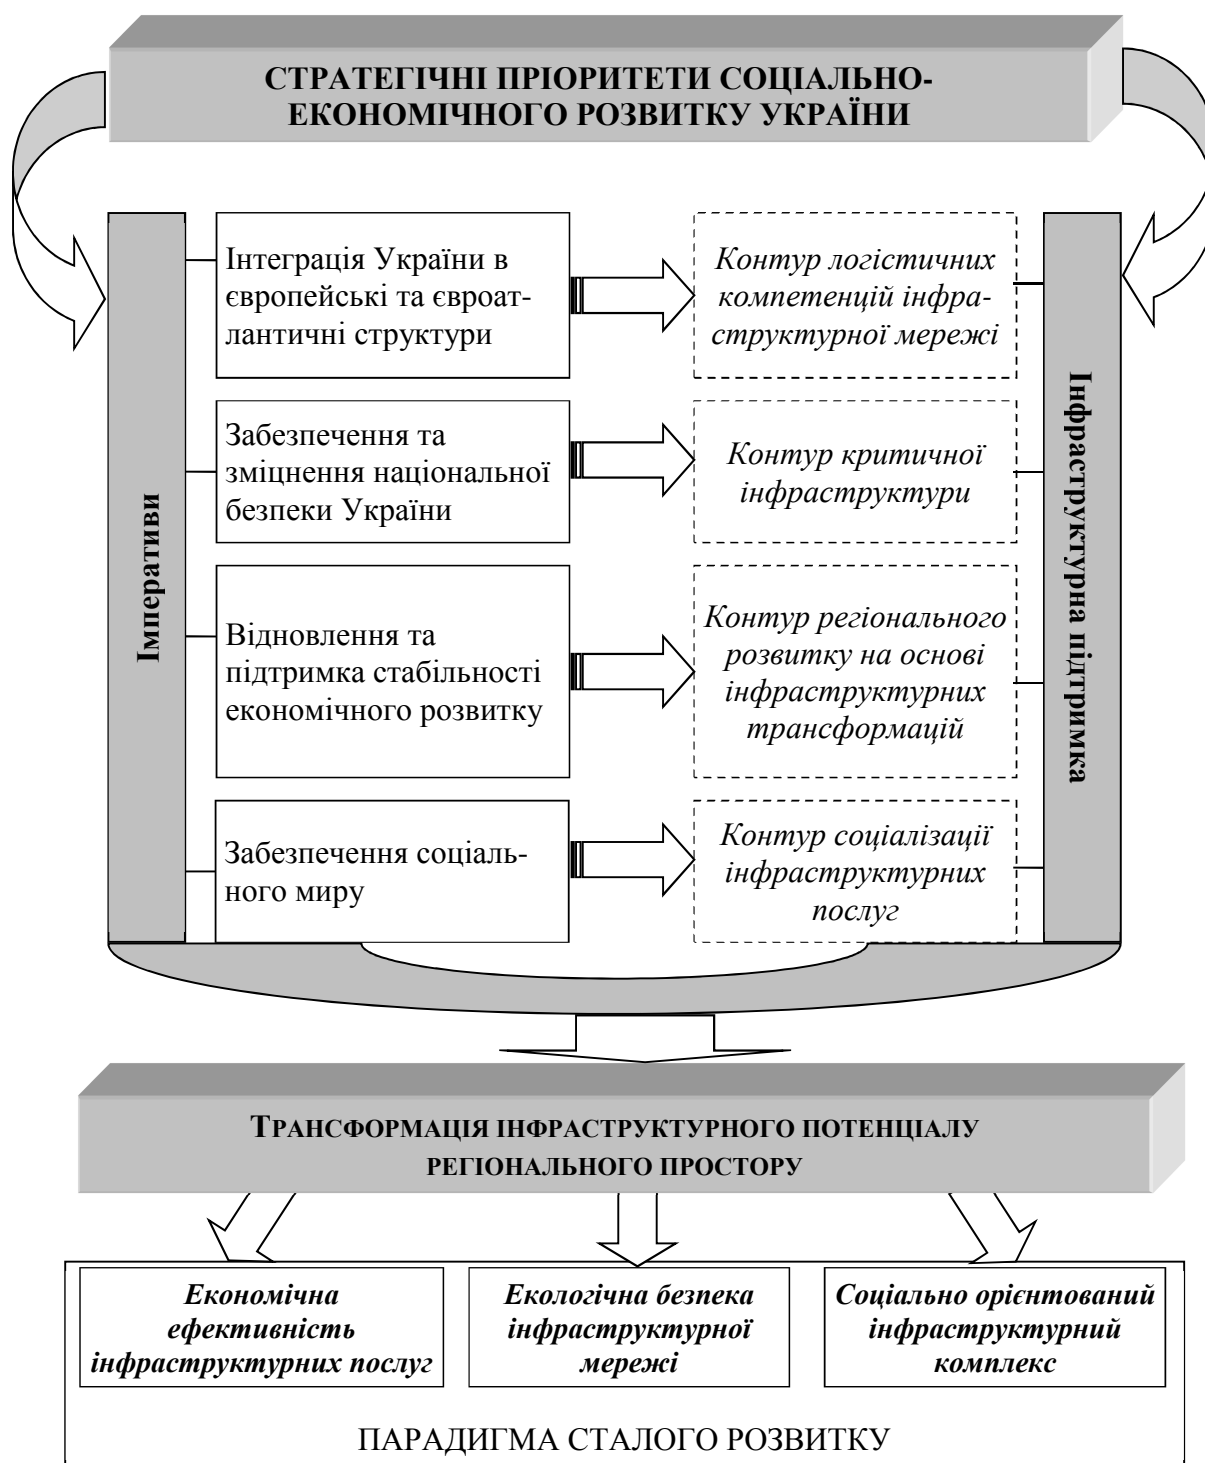 СТРАТЕГІЧНІ ПРІОРИТЕТИ СОЦІАЛЬНО-
ЕКОНОМІЧНОГО РОЗВИТКУ УКРАЇНИ
Імперативи
Інтеграція України в
європейські та євроат-
лантичні структури
Контур логістичних
компетенцій інфра-
структурної мережі
Забезпечення та
зміцнення національної
безпеки України
Контур критичної
інфраструктури
Відновлення та
підтримка стабільності
економічного розвитку
Контур регіонального
розвитку на основі
інфраструктурних
трансформацій
Забезпечення соціаль-
ного миру
Контур соціалізації
інфраструктурних
послуг
Інфраструктурна підтримка
ТРАНСФОРМАЦІЯ ІНФРАСТРУКТУРНОГО ПОТЕНЦІАЛУ
РЕГІОНАЛЬНОГО ПРОСТОРУ
Економічна
ефективність
інфраструктурних послуг
Екологічна безпека
інфраструктурної
мережі
Соціально орієнтований
інфраструктурний
комплекс
ПАРАДИГМА СТАЛОГО РОЗВИТКУ